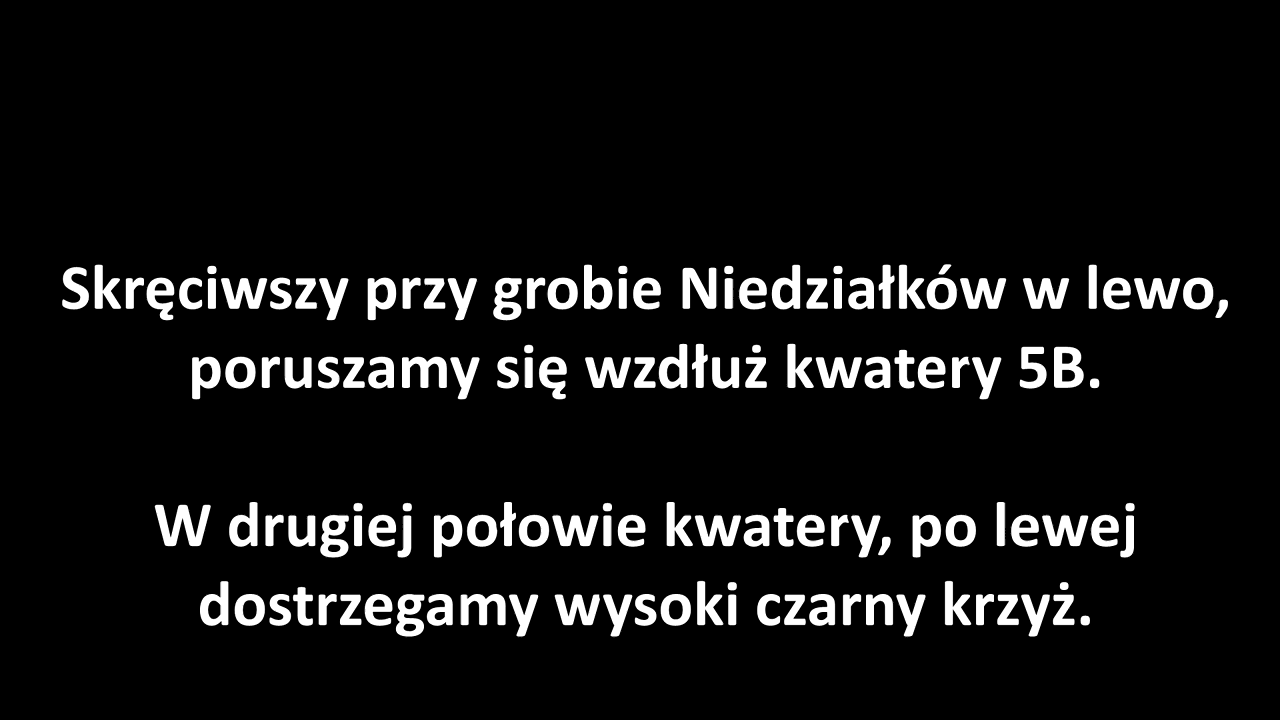 Skręciwszy przy grobie Niedziałków w lewo,
poruszamy się wzdłuż kwatery 5B.
W drugiej połowie kwatery, po lewej
dostrzegamy wysoki czarny krzyż.